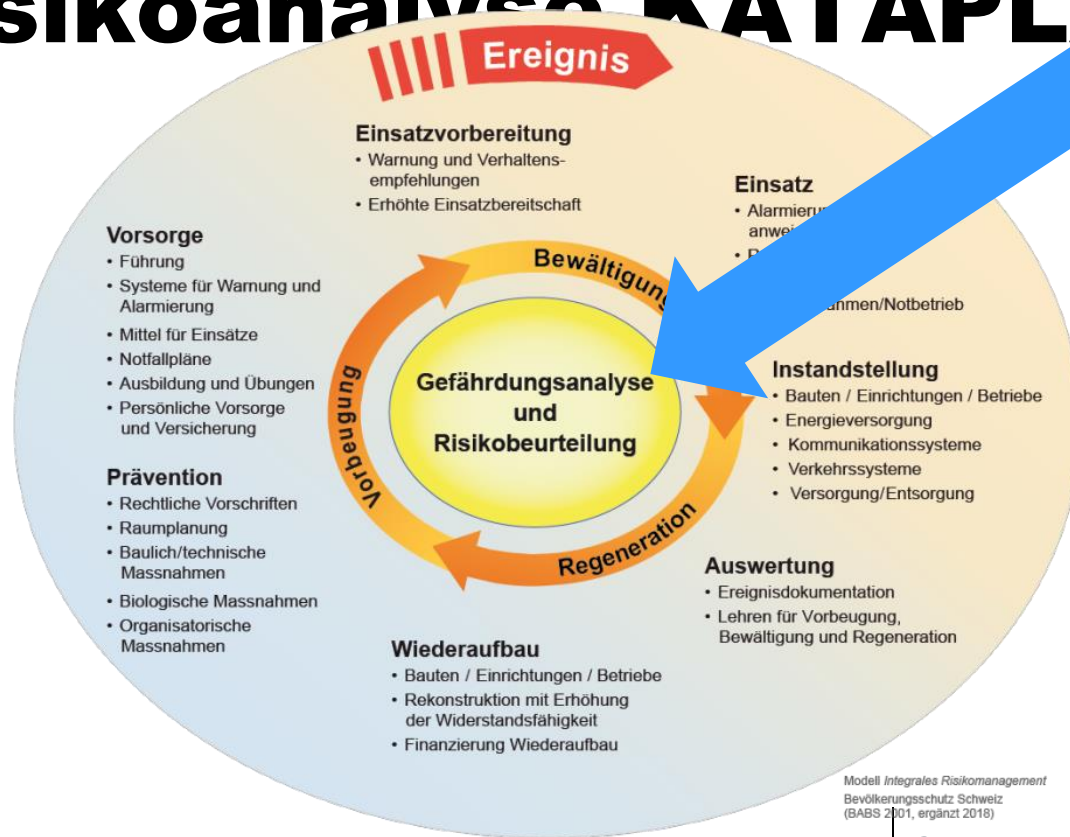 Ereignis
Einsatzvorbereitung
• Warnung und Verhaltens-
empfehlungen
• Erhöhte Einsatzbereitschaft
Einsatz
•
•
Vorsorge
• Führung
• Systeme für Warnung und
Alarmierung
• Mittel für Einsätze
• Notfallpläne
• Ausbildung und Übungen
• Persönliche Vorsorge
und Versicherung
Prävention
• Rechtliche Vorschriften
• Raumplanung
• Baulich/technische
Massnahmen
• Biologische Massnahmen
• Organisatorische
Massnahmen
Bewältigung
Vorbeugung
Regeneration
Gefährdungsanalyse
und
Risikobeurteilung
/Notbetrieb
Instandstellung
• Bauten / Einrichtungen / Betriebe
• Energieversorgung
• Kommunikationssysteme
• Verkehrssysteme
• Versorgung/Entsorgung
Auswertung
• Ereignisdokumentation
• Lehren für Vorbeugung,
Bewältigung und Regeneration
Wiederaufbau
• Bauten / Einrichtungen / Betriebe
• Rekonstruktion mit Erhöhung
der Widerstandsfähigkeit
• Finanzierung Wiederaufbau
Modell Integrales Risikomanagement
Bevölkerungsschutz Schweiz
(BABS 2001, ergänzt 2018)